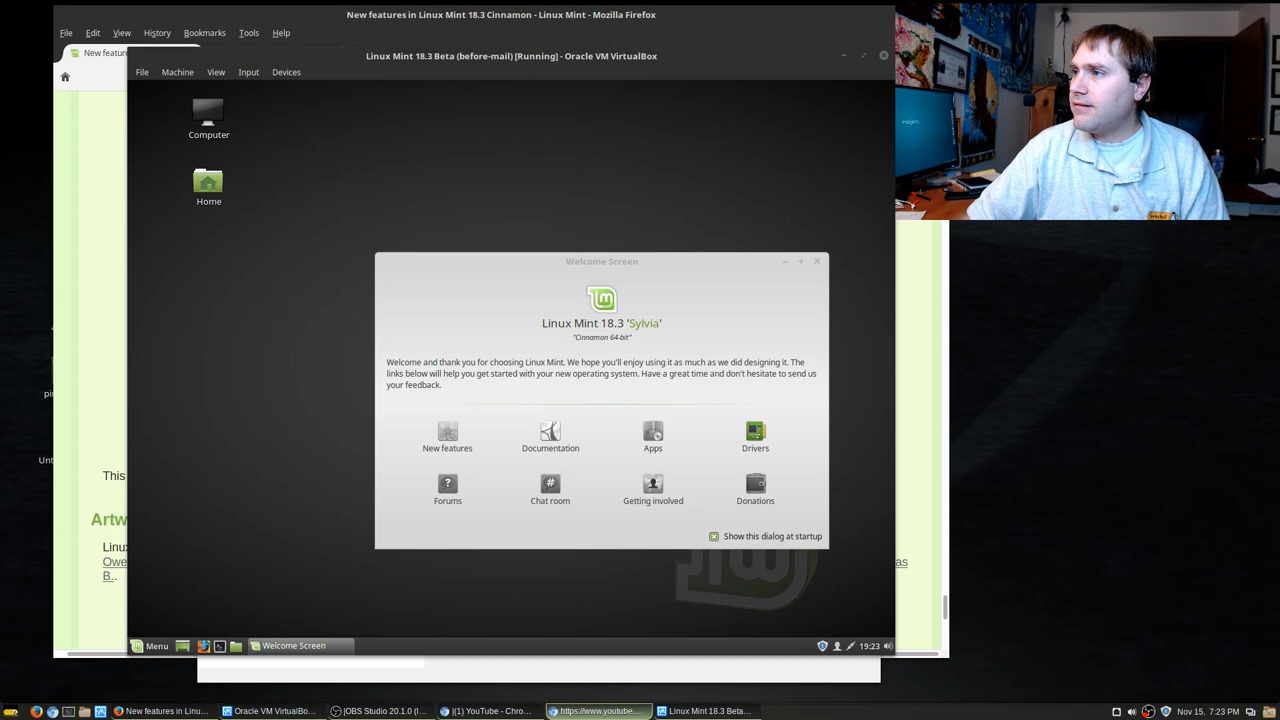 New features in Linux Mint 18.3 Cinnamon - Linux Mint - Mozilla Firefox
File Edit View History Bookmarks Tools Help
New featur
Linux Mint 18.3 Beta (before-mail) [Running] - Oracle VM VirtualBox
File Machine View Input Devices
Computer
Home
Welcome Screen
Linux Mint 18.3 'Sylvia'
"Cinnamon 64-bit"
Welcome and thank you for choosing Linux Mint. We hope you'll enjoy using it as much as we did designing it. The
links below will help you get started with your new operating system. Have a great time and don't hesitate to send us
your feedback.
New features Documentation Apps Drivers
Forums Chat room Getting involved Donations
Show this dialog at startup
pin
Unt
This
Artw
Linux
Owe
as
B..
Menu Welcome Screen 19:23
New features in Linu... Oracle VM VirtualBo... |OBS Studio 20.1.0 (l... |(1) YouTube - Chro... https://www.youtube.... Linux Mint 18.3 Beta... Nov 15, 7:23 PM